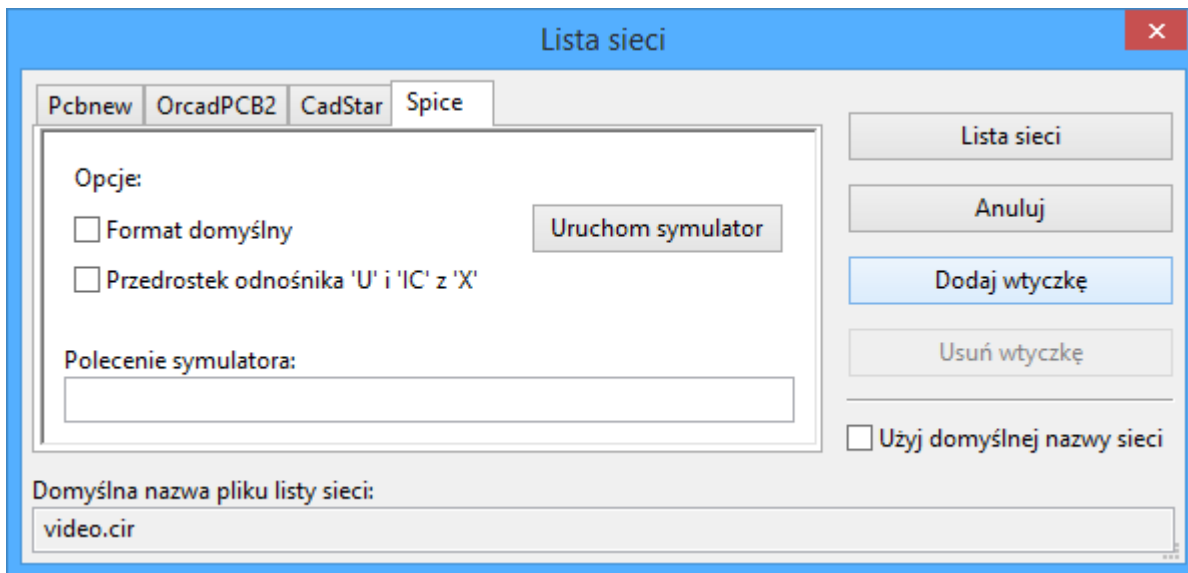 Lista sieci
Pcbnew OrcadPCB2 CadStar Spice
Opcje:
Format domyślny
Przedrostek odnośnika 'U' i 'IC' z 'X'
Uruchom symulator
Polecenie symulatora:
Lista sieci
Anuluj
Dodaj wtyczkę
Usuń wtyczkę
Użyj domyślnej nazwy sieci
Domyślna nazwa pliku listy sieci:
video.cir